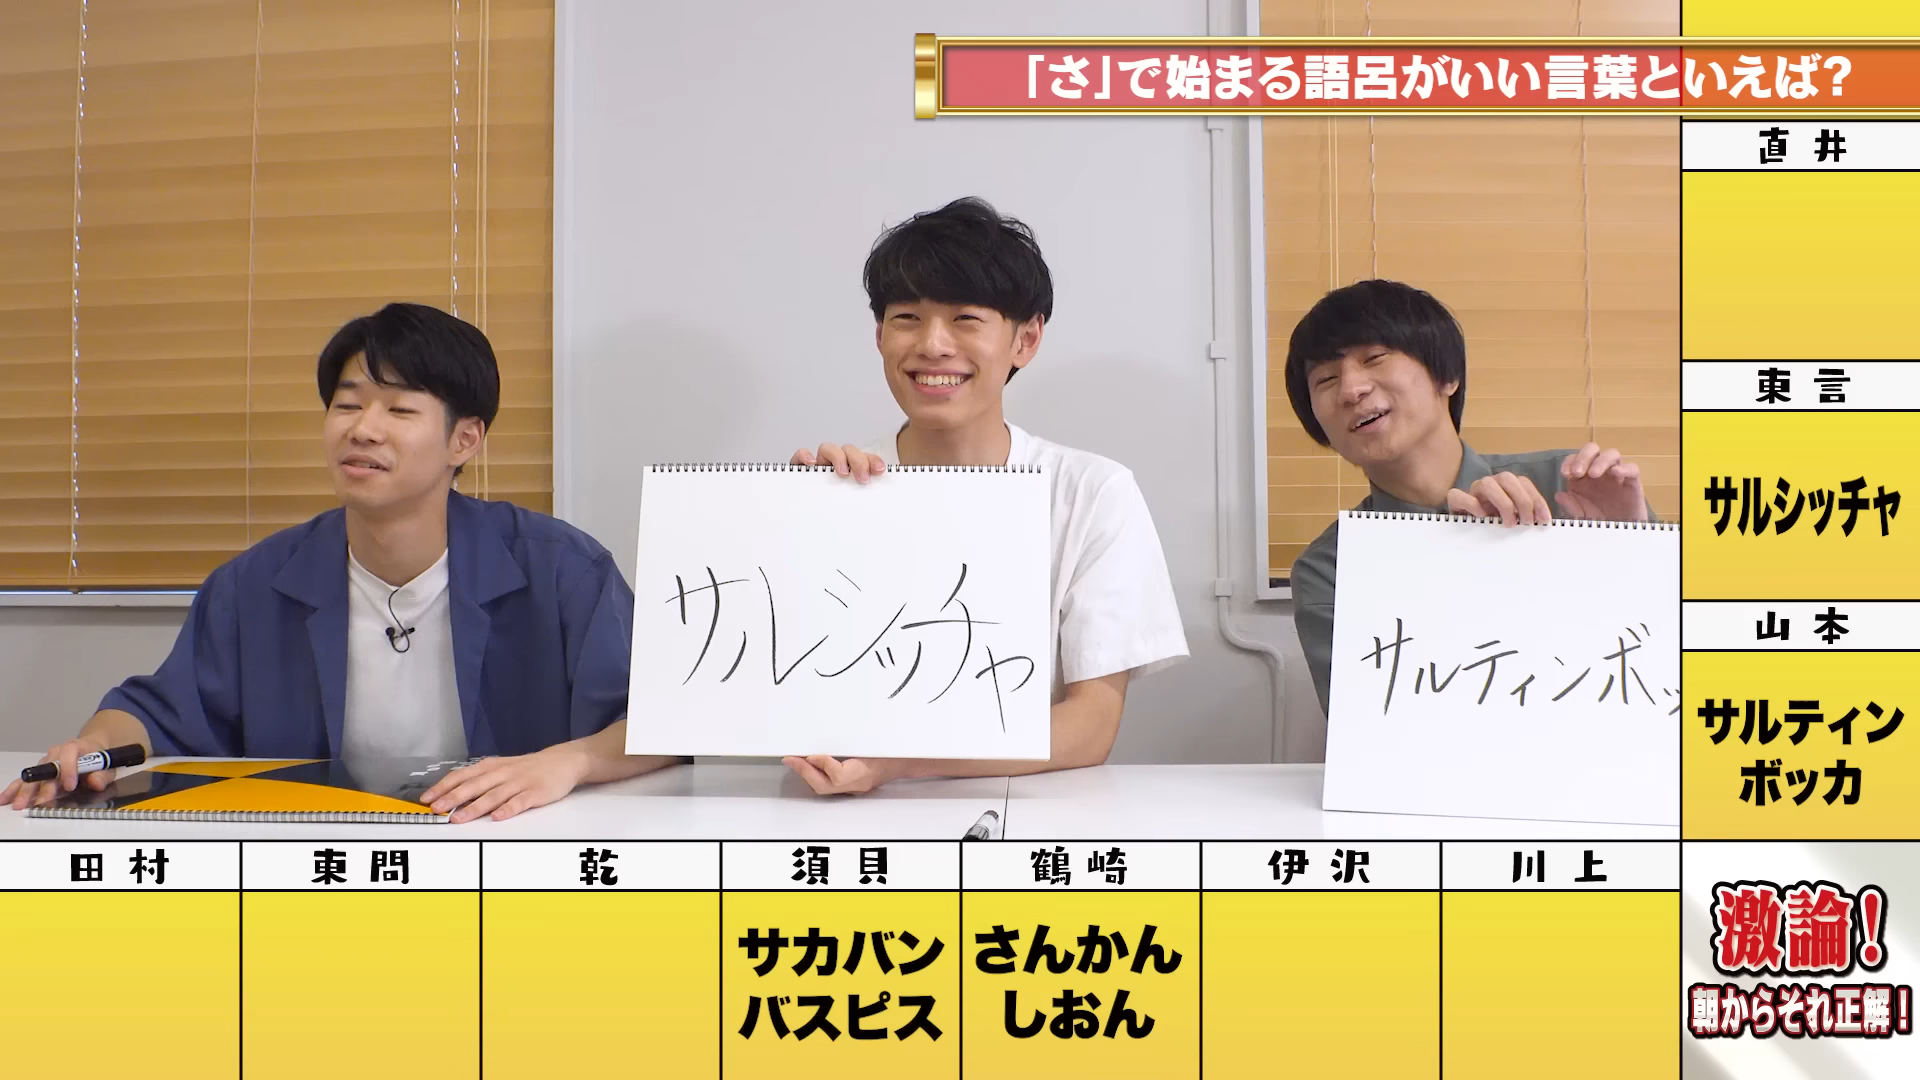 「さ」で始まる語呂がいい言葉といえば？
直井
東言
サルシッチャ
山本
サルティン
ボッカ
サルシッチャ
サルティンボッ
田村
東問
乾
須貝
サカバン
バスピス
鶴崎
さんかん
しおん
伊沢
川上
激論！
朝からそれ正解！